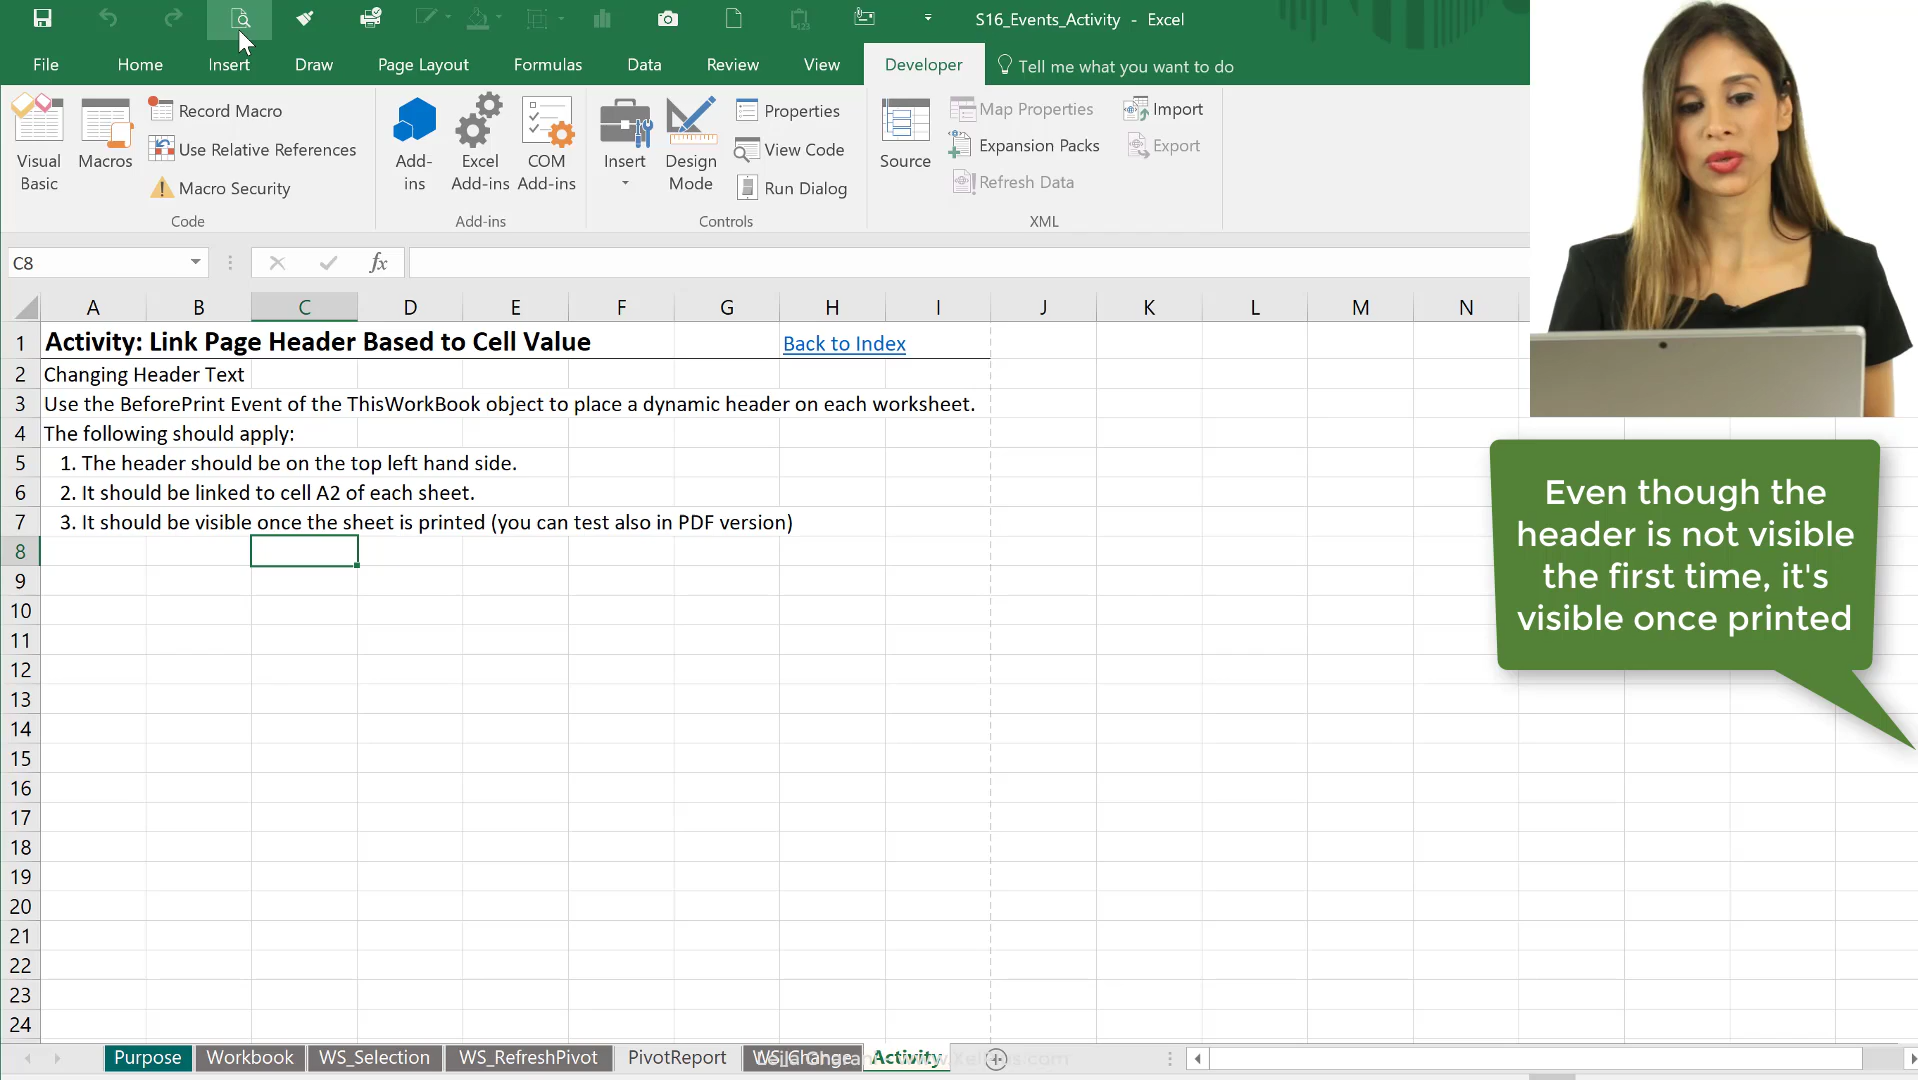 S16_Events_Activity - Excel
File Home Insert Draw Page Layout Formulas Data Review View Developer Tell me what you want to do
Visual Basic
Macros
Record Macro
Use Relative References
Macro Security
Code
Add-ins
Excel Add-ins
COM Add-ins
Add-ins
Insert
Design Mode
Properties
View Code
Run Dialog
Controls
Source
Map Properties
Expansion Packs
Refresh Data
Import
Export
XML
C8
fx
A B C D E F G H I J K L M N
1 Activity: Link Page Header Based to Cell Value Back to Index
2 Changing Header Text
3 Use the BeforePrint Event of the ThisWorkBook object to place a dynamic header on each worksheet.
4 The following should apply:
5 1. The header should be on the top left hand side.
6 2. It should be linked to cell A2 of each sheet.
7 3. It should be visible once the sheet is printed (you can test also in PDF version)
8
9
10
11
12
13
14
15
16
17
18
19
20
21
22
23
24
Even though the
header is not visible
the first time, it's
visible once printed
Purpose Workbook WS_Selection WS_RefreshPivot PivotReport WS_Change Activity